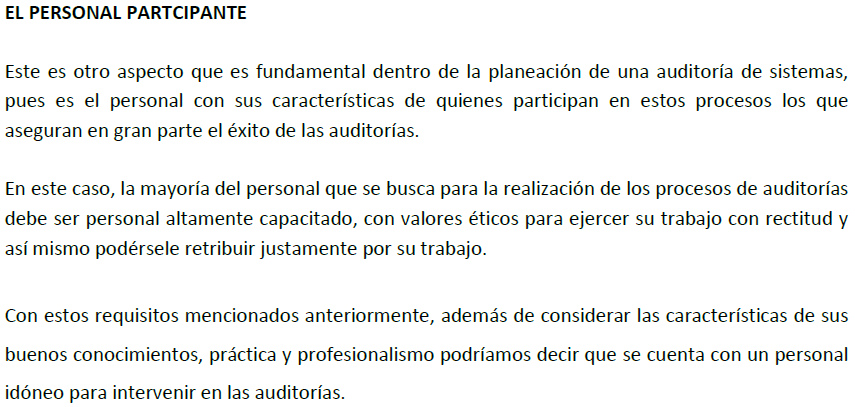 EL PERSONAL PARTCIPANTE
Este es otro aspecto que es fundamental dentro de la planeación de una auditoría de sistemas,
pues es el personal con sus características de quienes participan en estos procesos los que
aseguran en gran parte el éxito de las auditorías.
En este caso, la mayoría del personal que se busca para la realización de los procesos de auditorías
debe ser personal altamente capacitado, con valores éticos para ejercer su trabajo con rectitud y
así mismo podérsele retribuir justamente por su trabajo.
Con estos requisitos mencionados anteriormente, además de considerar las características de sus
buenos conocimientos, práctica y profesionalismo podríamos decir que se cuenta con un personal
idóneo para intervenir en las auditorías.